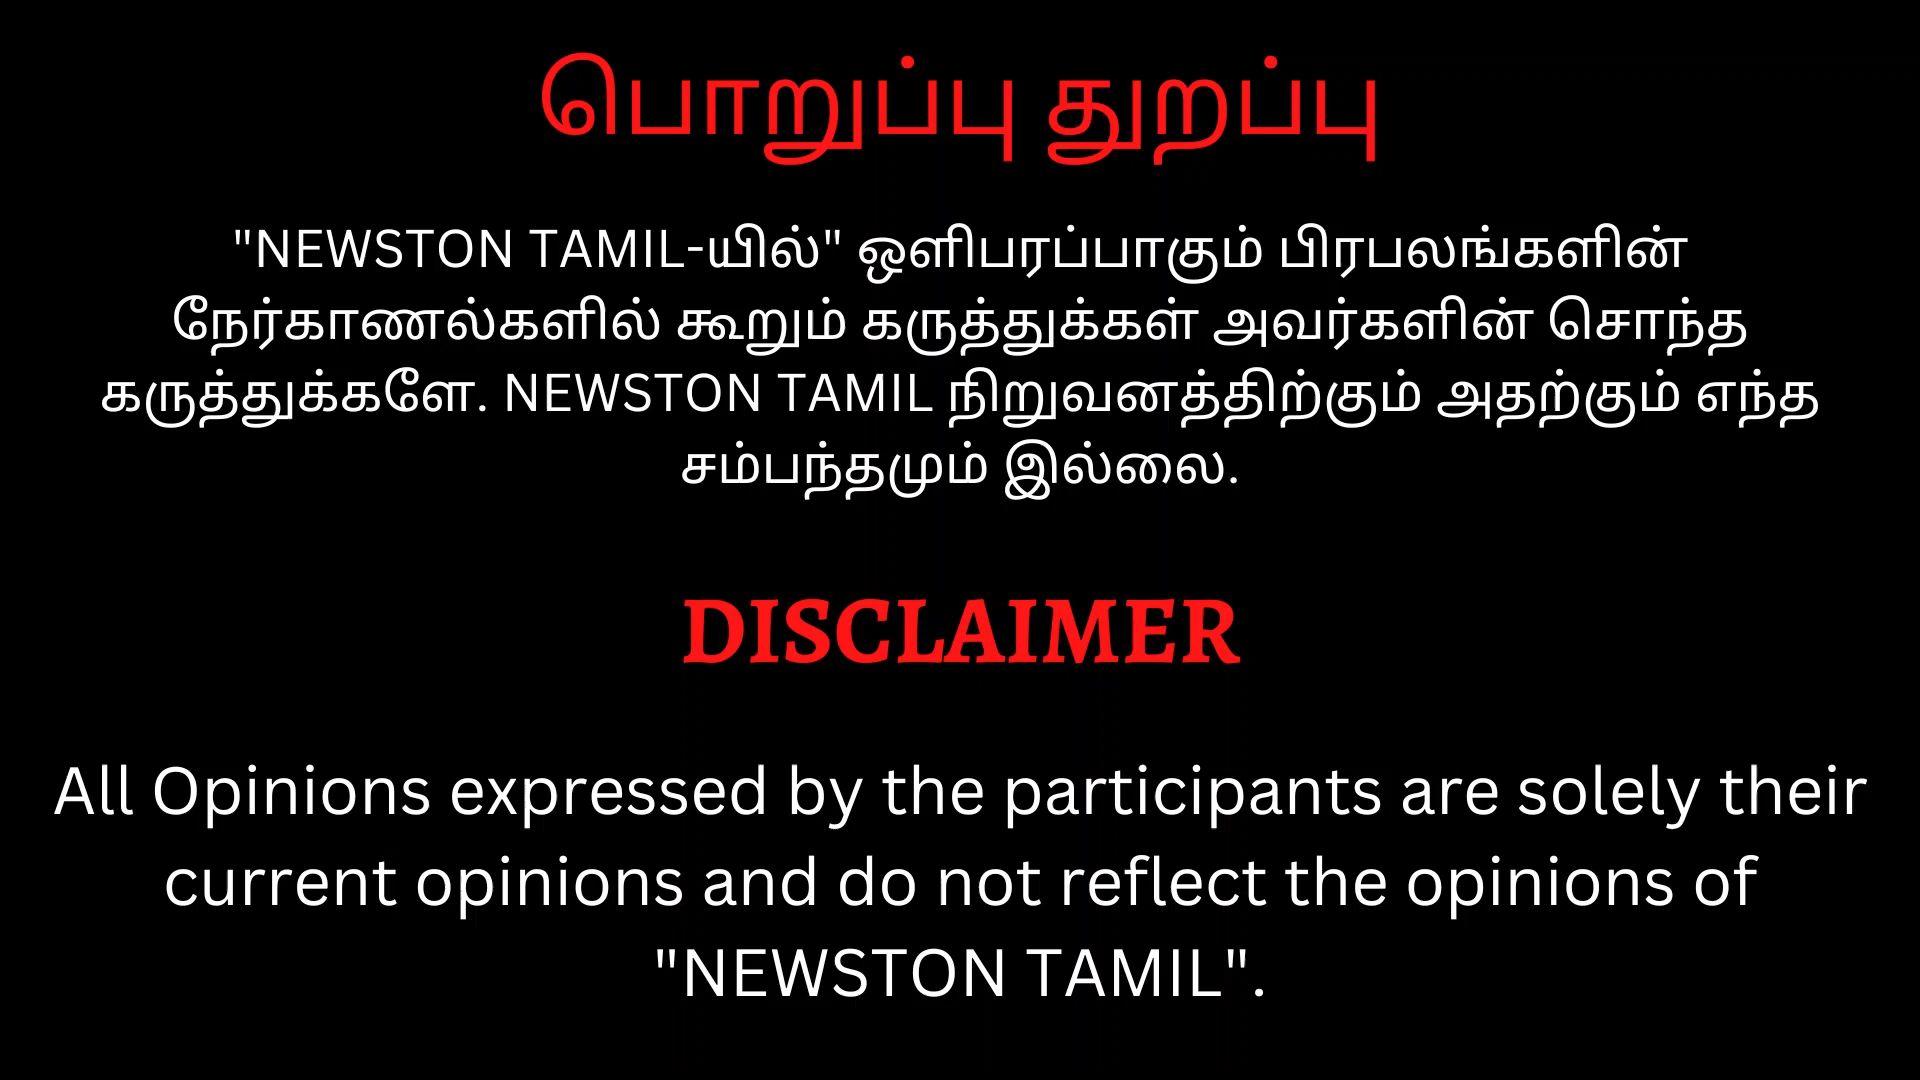 பொறுப்பு துறப்பு
"NEWSTON TAMIL-யில்" ஒளிபரப்பாகும் பிரபலங்களின்
நேர்காணல்களில் கூறும் கருத்துக்கள் அவர்களின் சொந்த
கருத்துக்களே. NEWSTON TAMIL நிறுவனத்திற்கும் அதற்கும் எந்த
சம்பந்தமும் இல்லை.
DISCLAIMER
All Opinions expressed by the participants are solely their
current opinions and do not reflect the opinions of
"NEWSTON TAMIL".